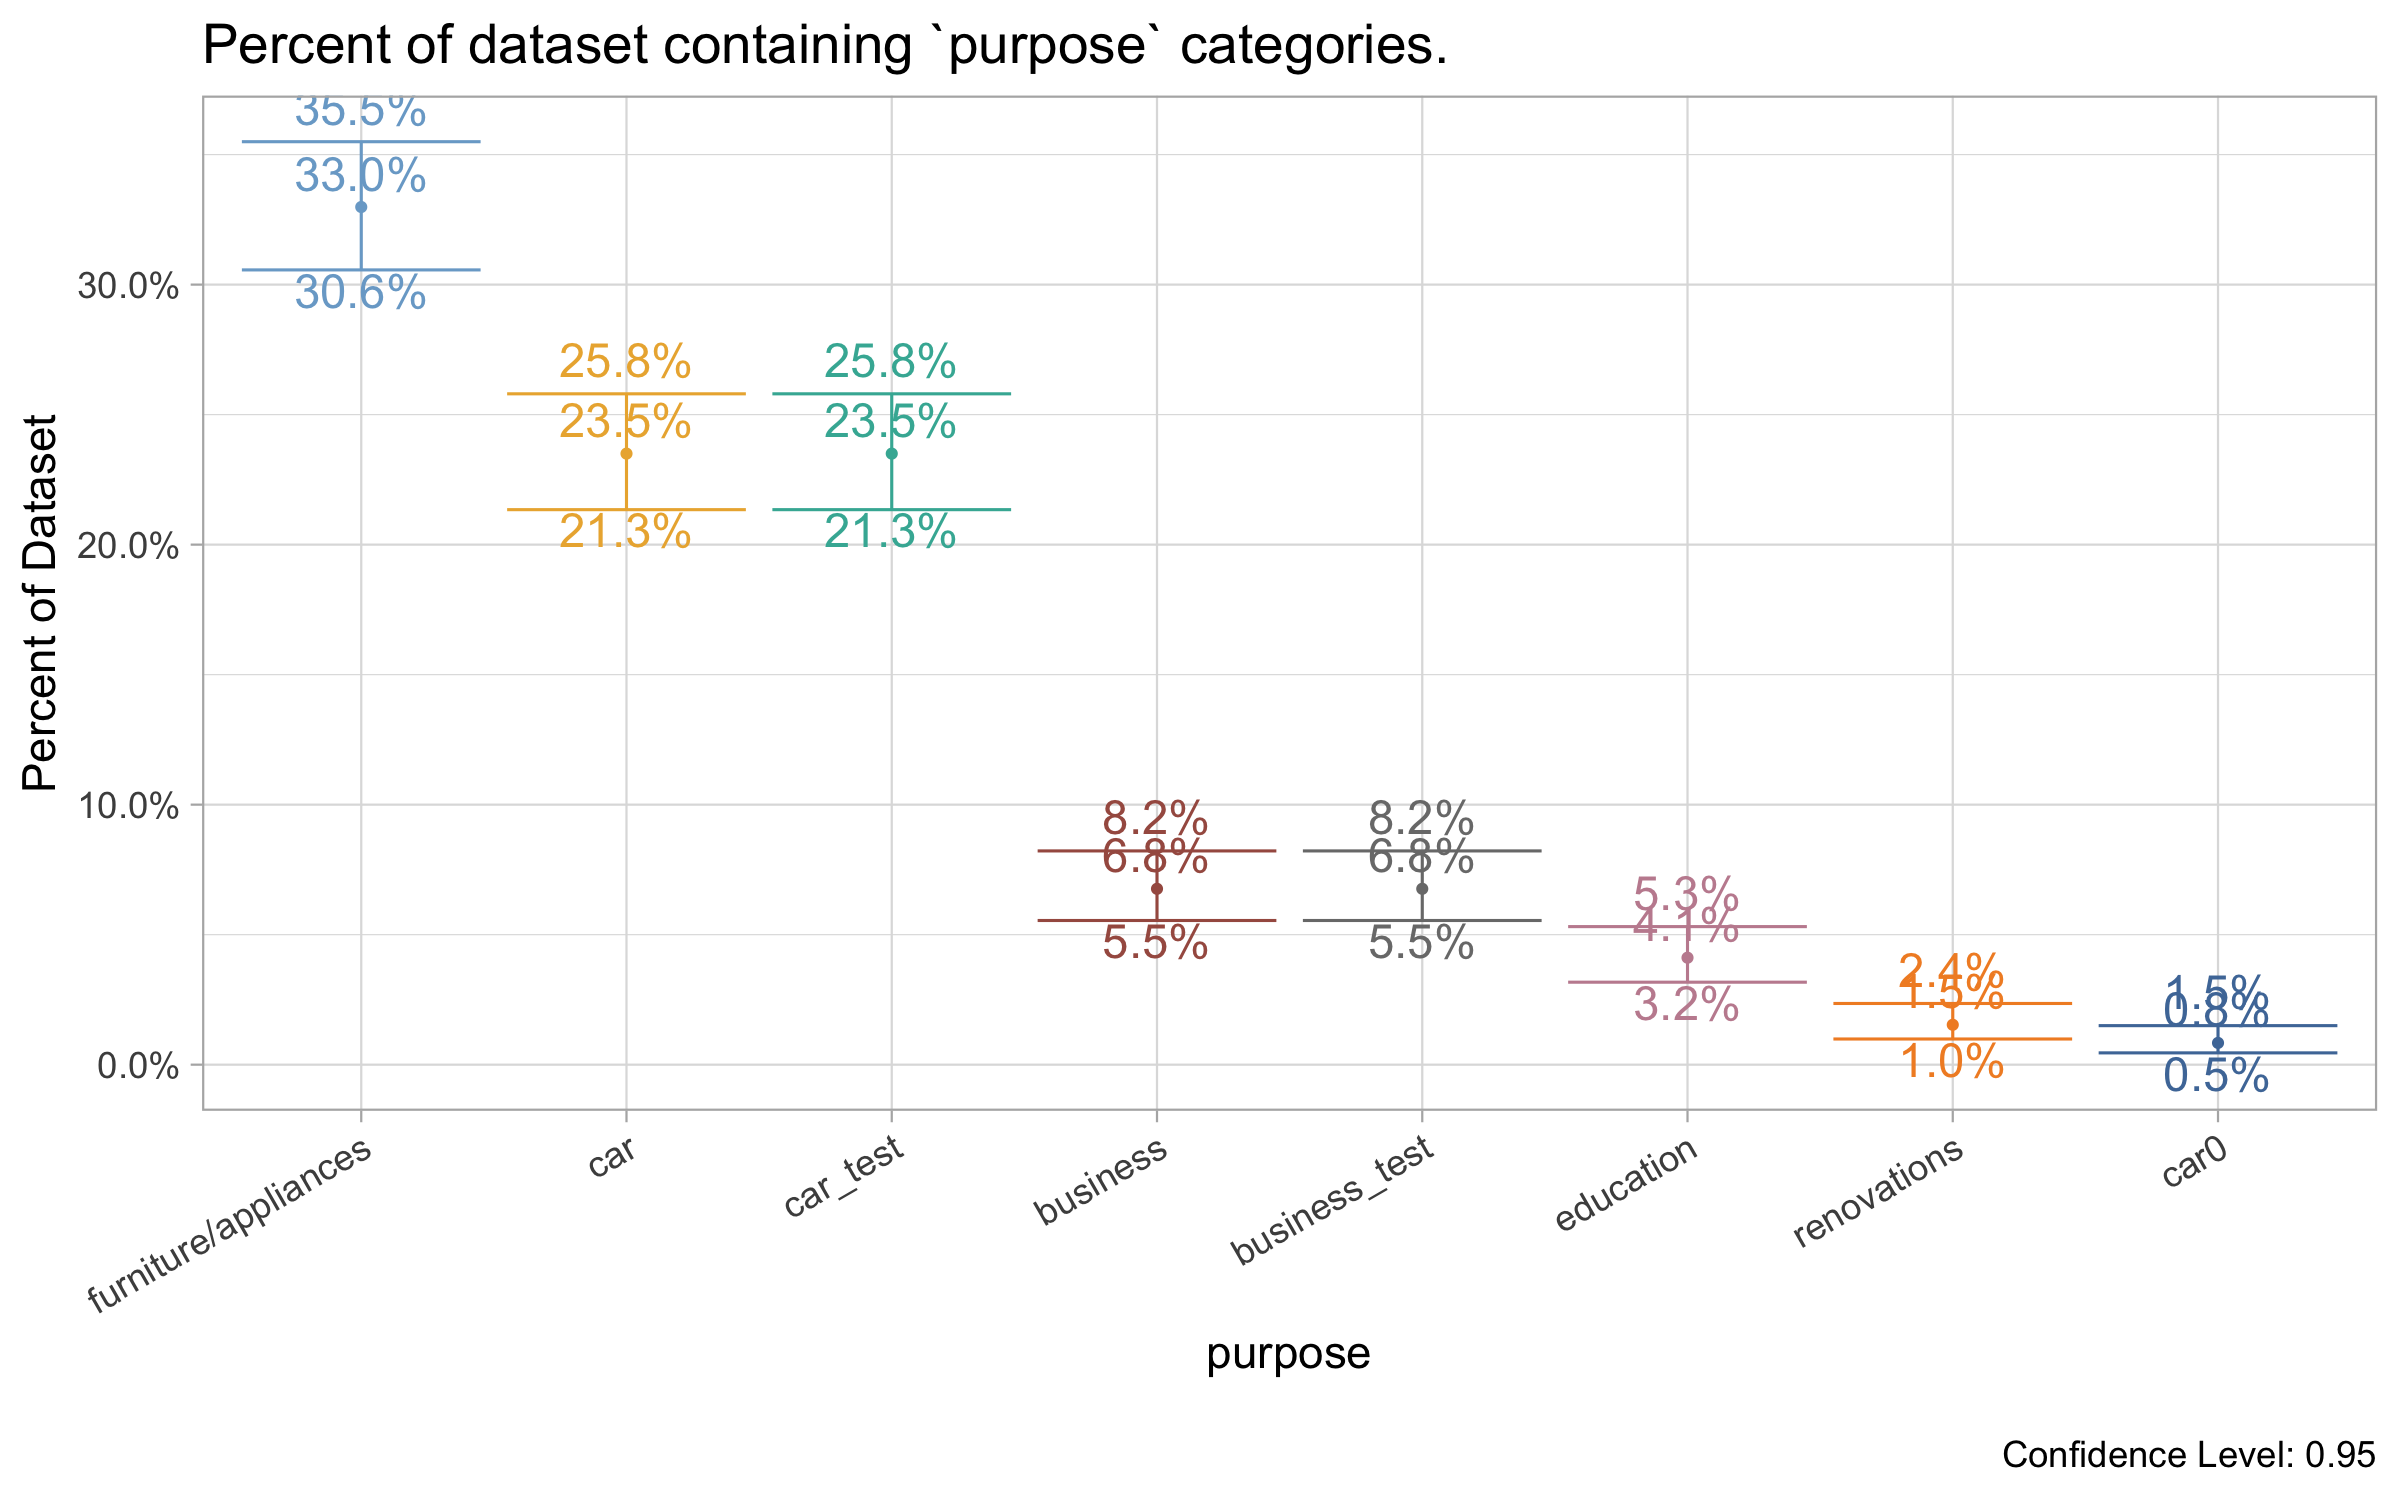 Percent of dataset containing `purpose` categories.
Percent of Dataset
30.0%
20.0%
10.0%
0.0%
35.5%
33.0%
30.6%
25.8%
23.5%
21.3%
25.8%
23.5%
21.3%
8.2%
6.8%
5.5%
8.2%
6.8%
5.5%
5.3%
4.1%
3.2%
2.4%
1.5%
1.0%
1.5%
0.8%
0.5%
furniture/appliances
car
car_test
business
business_test
education
renovations
car0
purpose
Confidence Level: 0.95